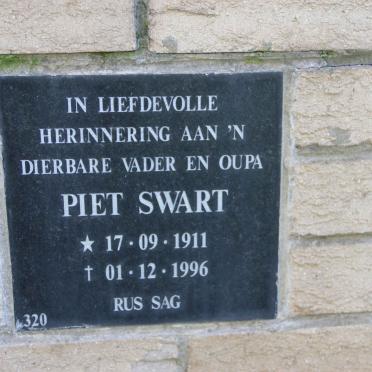 IN LIEFDEVOLLE
HERINNERING AAN 'N
DIERBARE VADER EN OUPA
PIET SWART
★ 17·09·1911
† 01·12·1996
RUS SAG
320